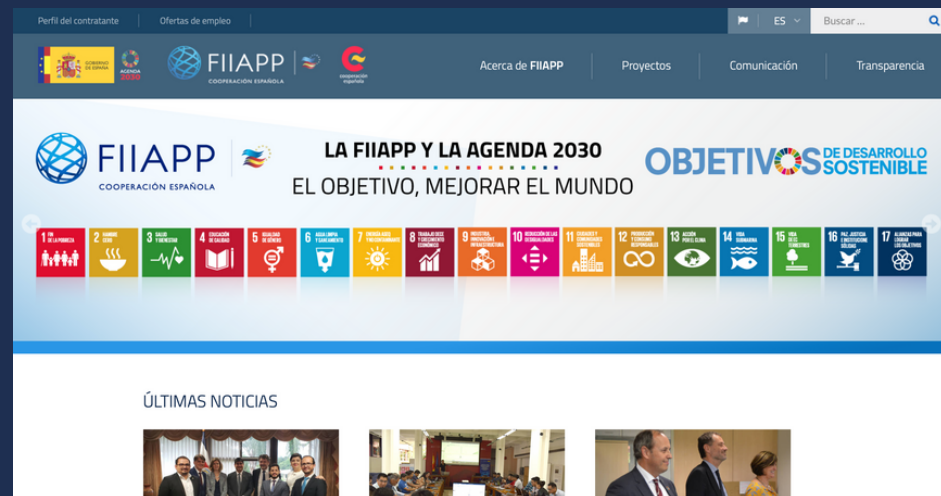 Perfil del contratante
Ofertas de empleo
ES
Buscar ...
GOBIERNO
DE ESPAÑA
AGENDA
2030
FIIAPP
COOPERACIÓN ESPAÑOLA
cooperación
española
Acerca de FIIAPP
Proyectos
Comunicación
Transparencia
FIIAPP
COOPERACIÓN ESPAÑOLA
LA FIIAPP Y LA AGENDA 2030
EL OBJETIVO, MEJORAR EL MUNDO
OBJETIVOS DE DESARROLLO
SOSTENIBLE
1 FIN
DE LA POBREZA
2 HAMBRE
CERO
3 SALUD
Y BIENESTAR
4 EDUCACIÓN
DE CALIDAD
5 IGUALDAD
DE GÉNERO
6 AGUA LIMPIA
Y SANEAMIENTO
7 ENERGÍA ASEQUIBLE
Y NO CONTAMINANTE
8 TRABAJO DECENTE
Y CRECIMIENTO
ECONÓMICO
9 INDUSTRIA,
INNOVACIÓN E
INFRAESTRUCTURA
10 REDUCCIÓN DE LAS
DESIGUALDADES
11 CIUDADES Y
COMUNIDADES
SOSTENIBLES
12 PRODUCCIÓN
Y CONSUMO
RESPONSABLES
13 ACCIÓN
POR EL CLIMA
14 VIDA
SUBMARINA
15 VIDA
DE ECOSISTEMAS
TERRESTRES
16 PAZ, JUSTICIA
E INSTITUCIONES
SÓLIDAS
17 ALIANZAS PARA
LOGRAR
LOS OBJETIVOS
ÚLTIMAS NOTICIAS